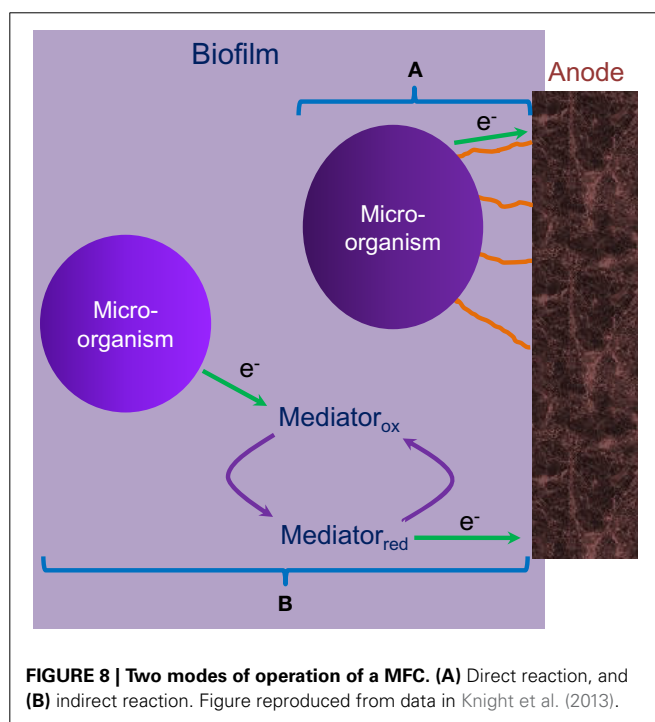 Biofilm
A
Anode
e-
Micro-
organism
Micro-
organism
e-
Mediatorox
Mediatorred
e-
B
FIGURE 8 | Two modes of operation of a MFC. (A) Direct reaction, and
(B) indirect reaction. Figure reproduced from data in Knight et al. (2013).